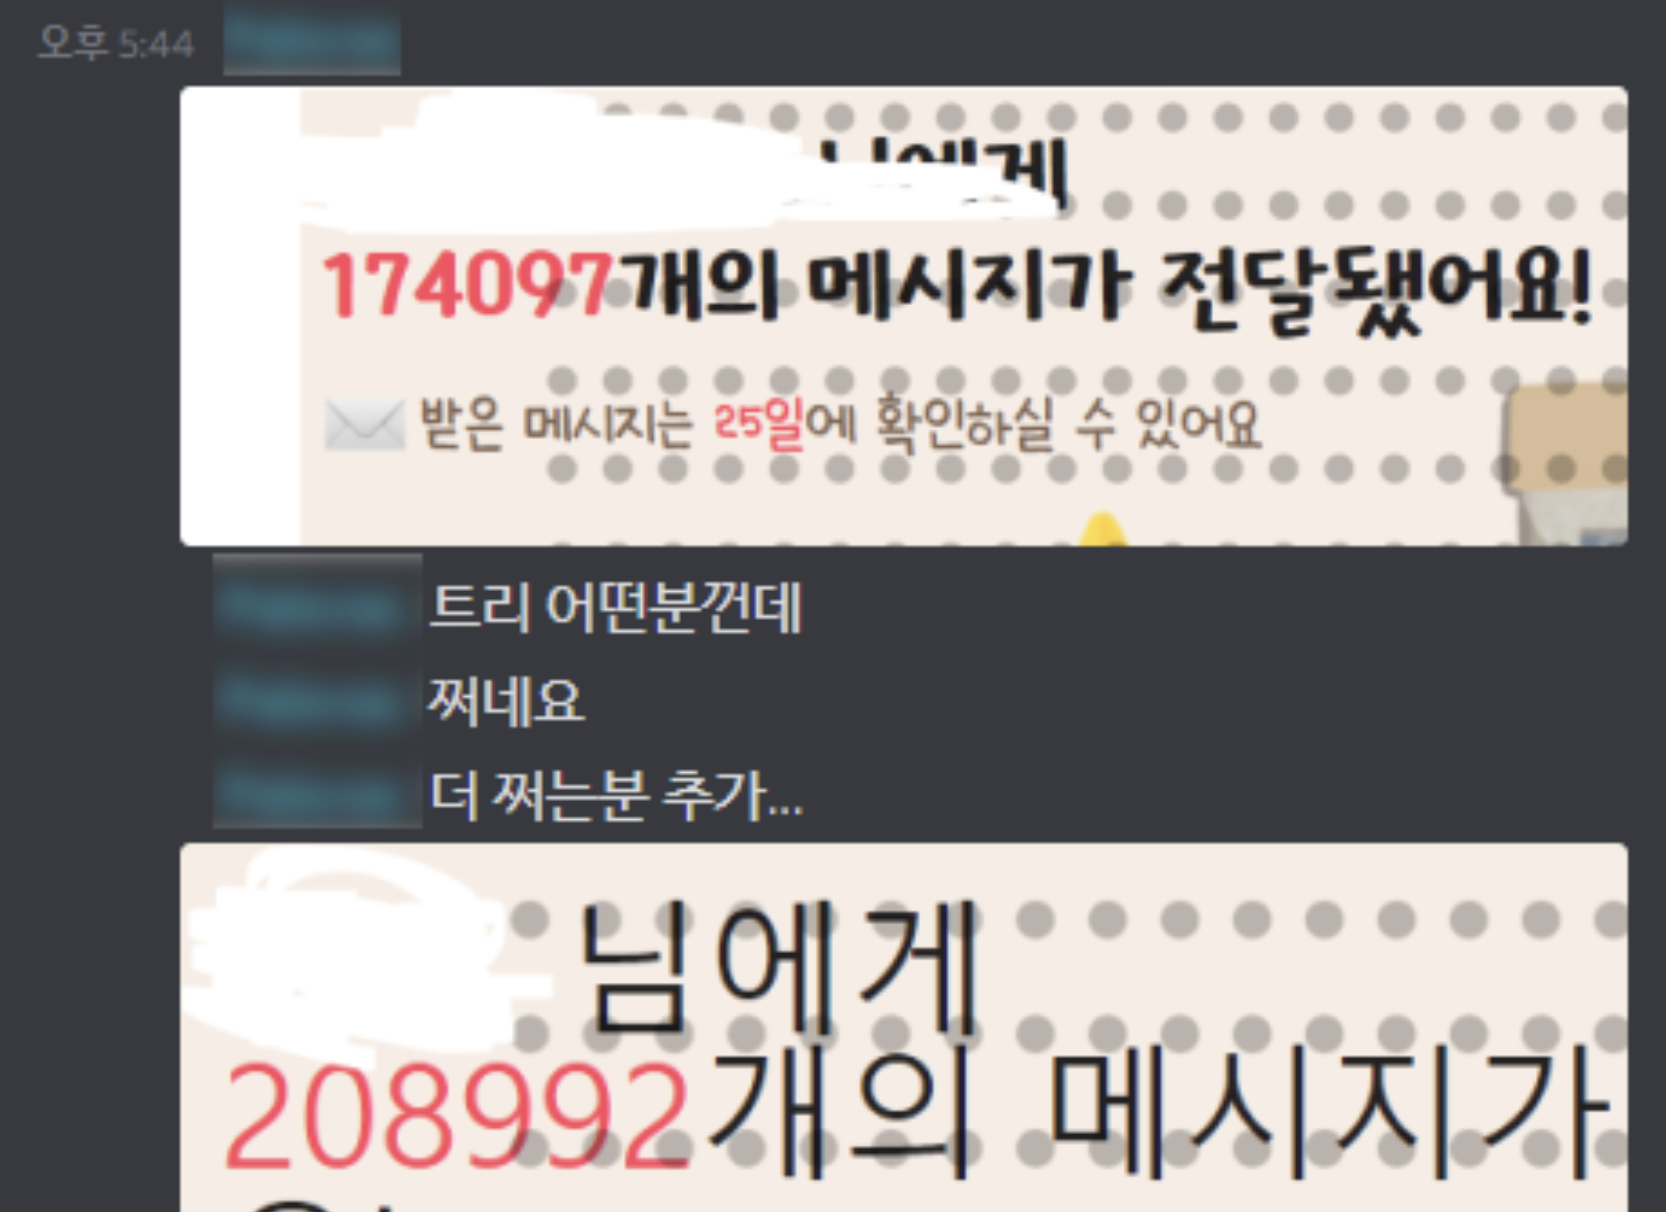 오후 5:44
님에게
174097개의 메시지가 전달됐어요!
받은 메시지는 25일에 확인하실 수 있어요
트리 어떤분껀데
쩌네요
더 쩌는분 추가...
님에게
208992개의 메시지가